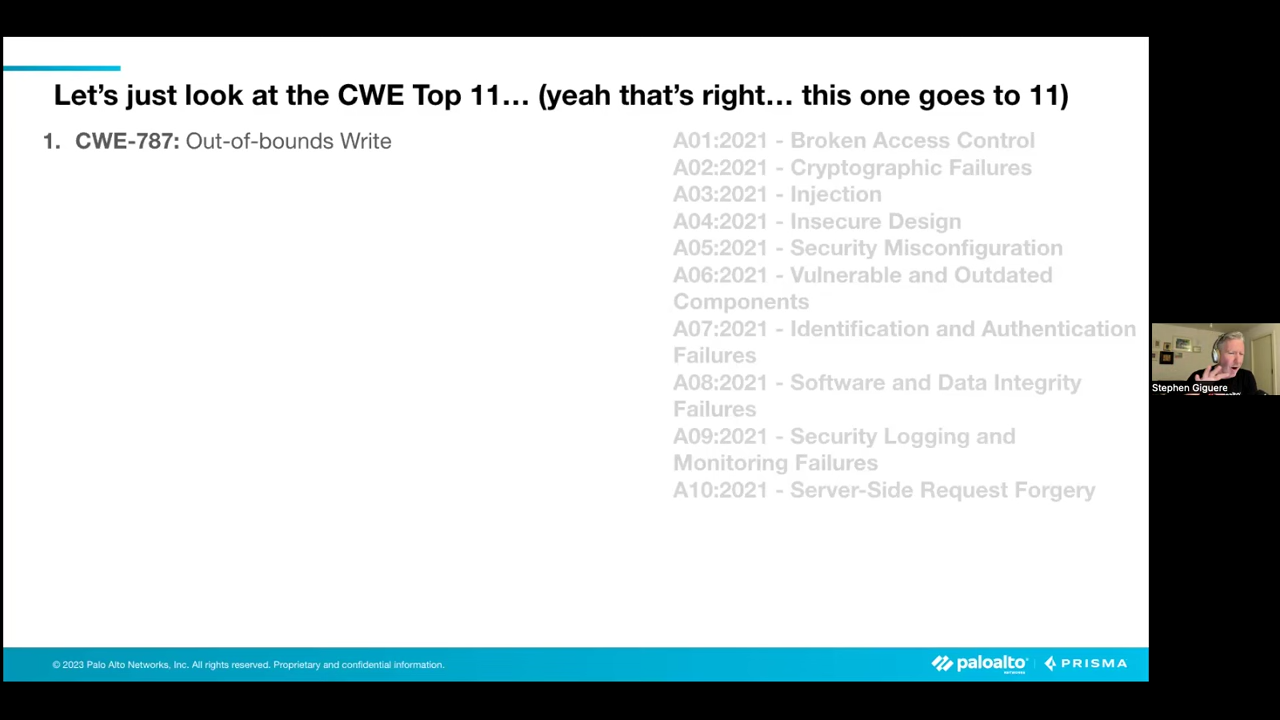 Let’s just look at the CWE Top 11… (yeah that’s right… this one goes to 11)
1. CWE-787: Out-of-bounds Write
A01:2021 - Broken Access Control
A02:2021 - Cryptographic Failures
A03:2021 - Injection
A04:2021 - Insecure Design
A05:2021 - Security Misconfiguration
A06:2021 - Vulnerable and Outdated
Components
A07:2021 - Identification and Authentication
Failures
A08:2021 - Software and Data Integrity
Failures
A09:2021 - Security Logging and
Monitoring Failures
A10:2021 - Server-Side Request Forgery
Stephen Giguere
© 2023 Palo Alto Networks, Inc. All rights reserved. Proprietary and confidential information.
paloalto
NETWORKS
PRISMA